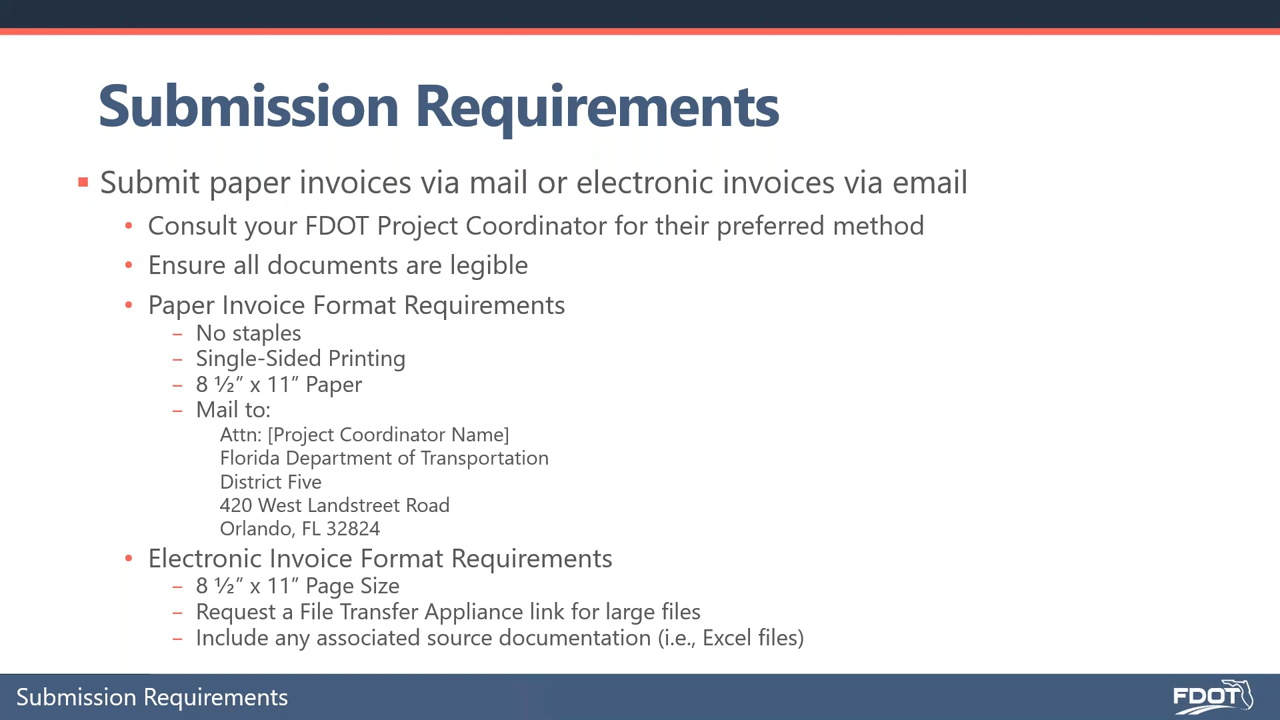 Submission Requirements
▪ Submit paper invoices via mail or electronic invoices via email
• Consult your FDOT Project Coordinator for their preferred method
• Ensure all documents are legible
• Paper Invoice Format Requirements
– No staples
– Single-Sided Printing
– 8 ½” x 11” Paper
– Mail to:
Attn: [Project Coordinator Name]
Florida Department of Transportation
District Five
420 West Landstreet Road
Orlando, FL 32824
• Electronic Invoice Format Requirements
– 8 ½” x 11” Page Size
– Request a File Transfer Appliance link for large files
– Include any associated source documentation (i.e., Excel files)
Submission Requirements
FDOT